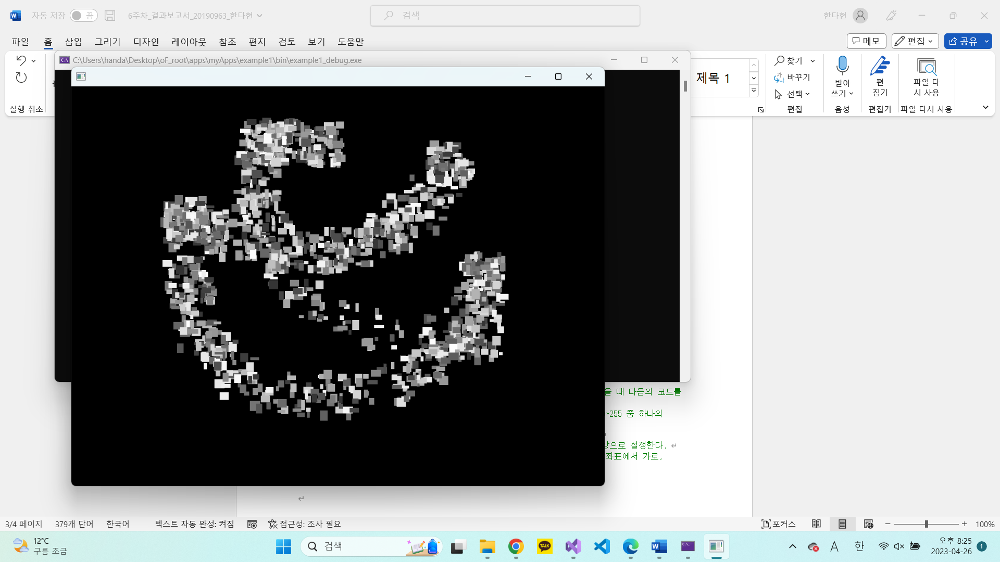 자동 저장
끔
6주차_결과보고서_20190963_한다현
검색
한다현
파일
홈
삽입
그리기
디자인
레이아웃
참조
편지
검토
보기
도움말
메모
편집
공유
실행 취소
C:\Users\handa\Desktop\oF_root\apps\myApps\example1\bin\example1_debug.exe
제목 1
찾기
바꾸기
선택
편집
받아
쓰기
음성
편
집기
편집기
파일 다
시 사용
파일 다시 사용
을 때 다음의 코드를
~255 중 하나의
으로 설정한다.
좌표에서 가로,
3/4 페이지
379개 단어
한국어
텍스트 자동 완성: 켜짐
접근성: 조사 필요
포커스
100%
12°C
구름 조금
검색
TALK
A
한
오후 8:25
2023-04-26
1